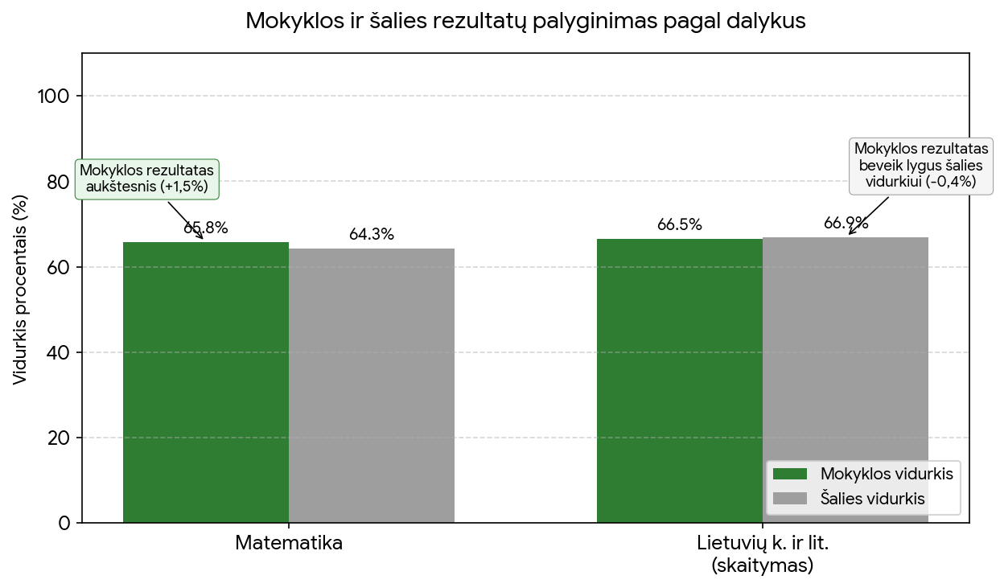 Mokyklos ir šalies rezultatų palyginimas pagal dalykus
Vidurkis procentais (%)
100
80
60
40
20
0
Mokyklos rezultatas
aukštesnis (+1,5%)
65.8%
64.3%
66.5%
66.9%
Mokyklos rezultatas
beveik lygus šalies
vidurkiui (-0,4%)
Mokyklos vidurkis
Šalies vidurkis
Matematika
Lietuvių k. ir lit.
(skaitymas)